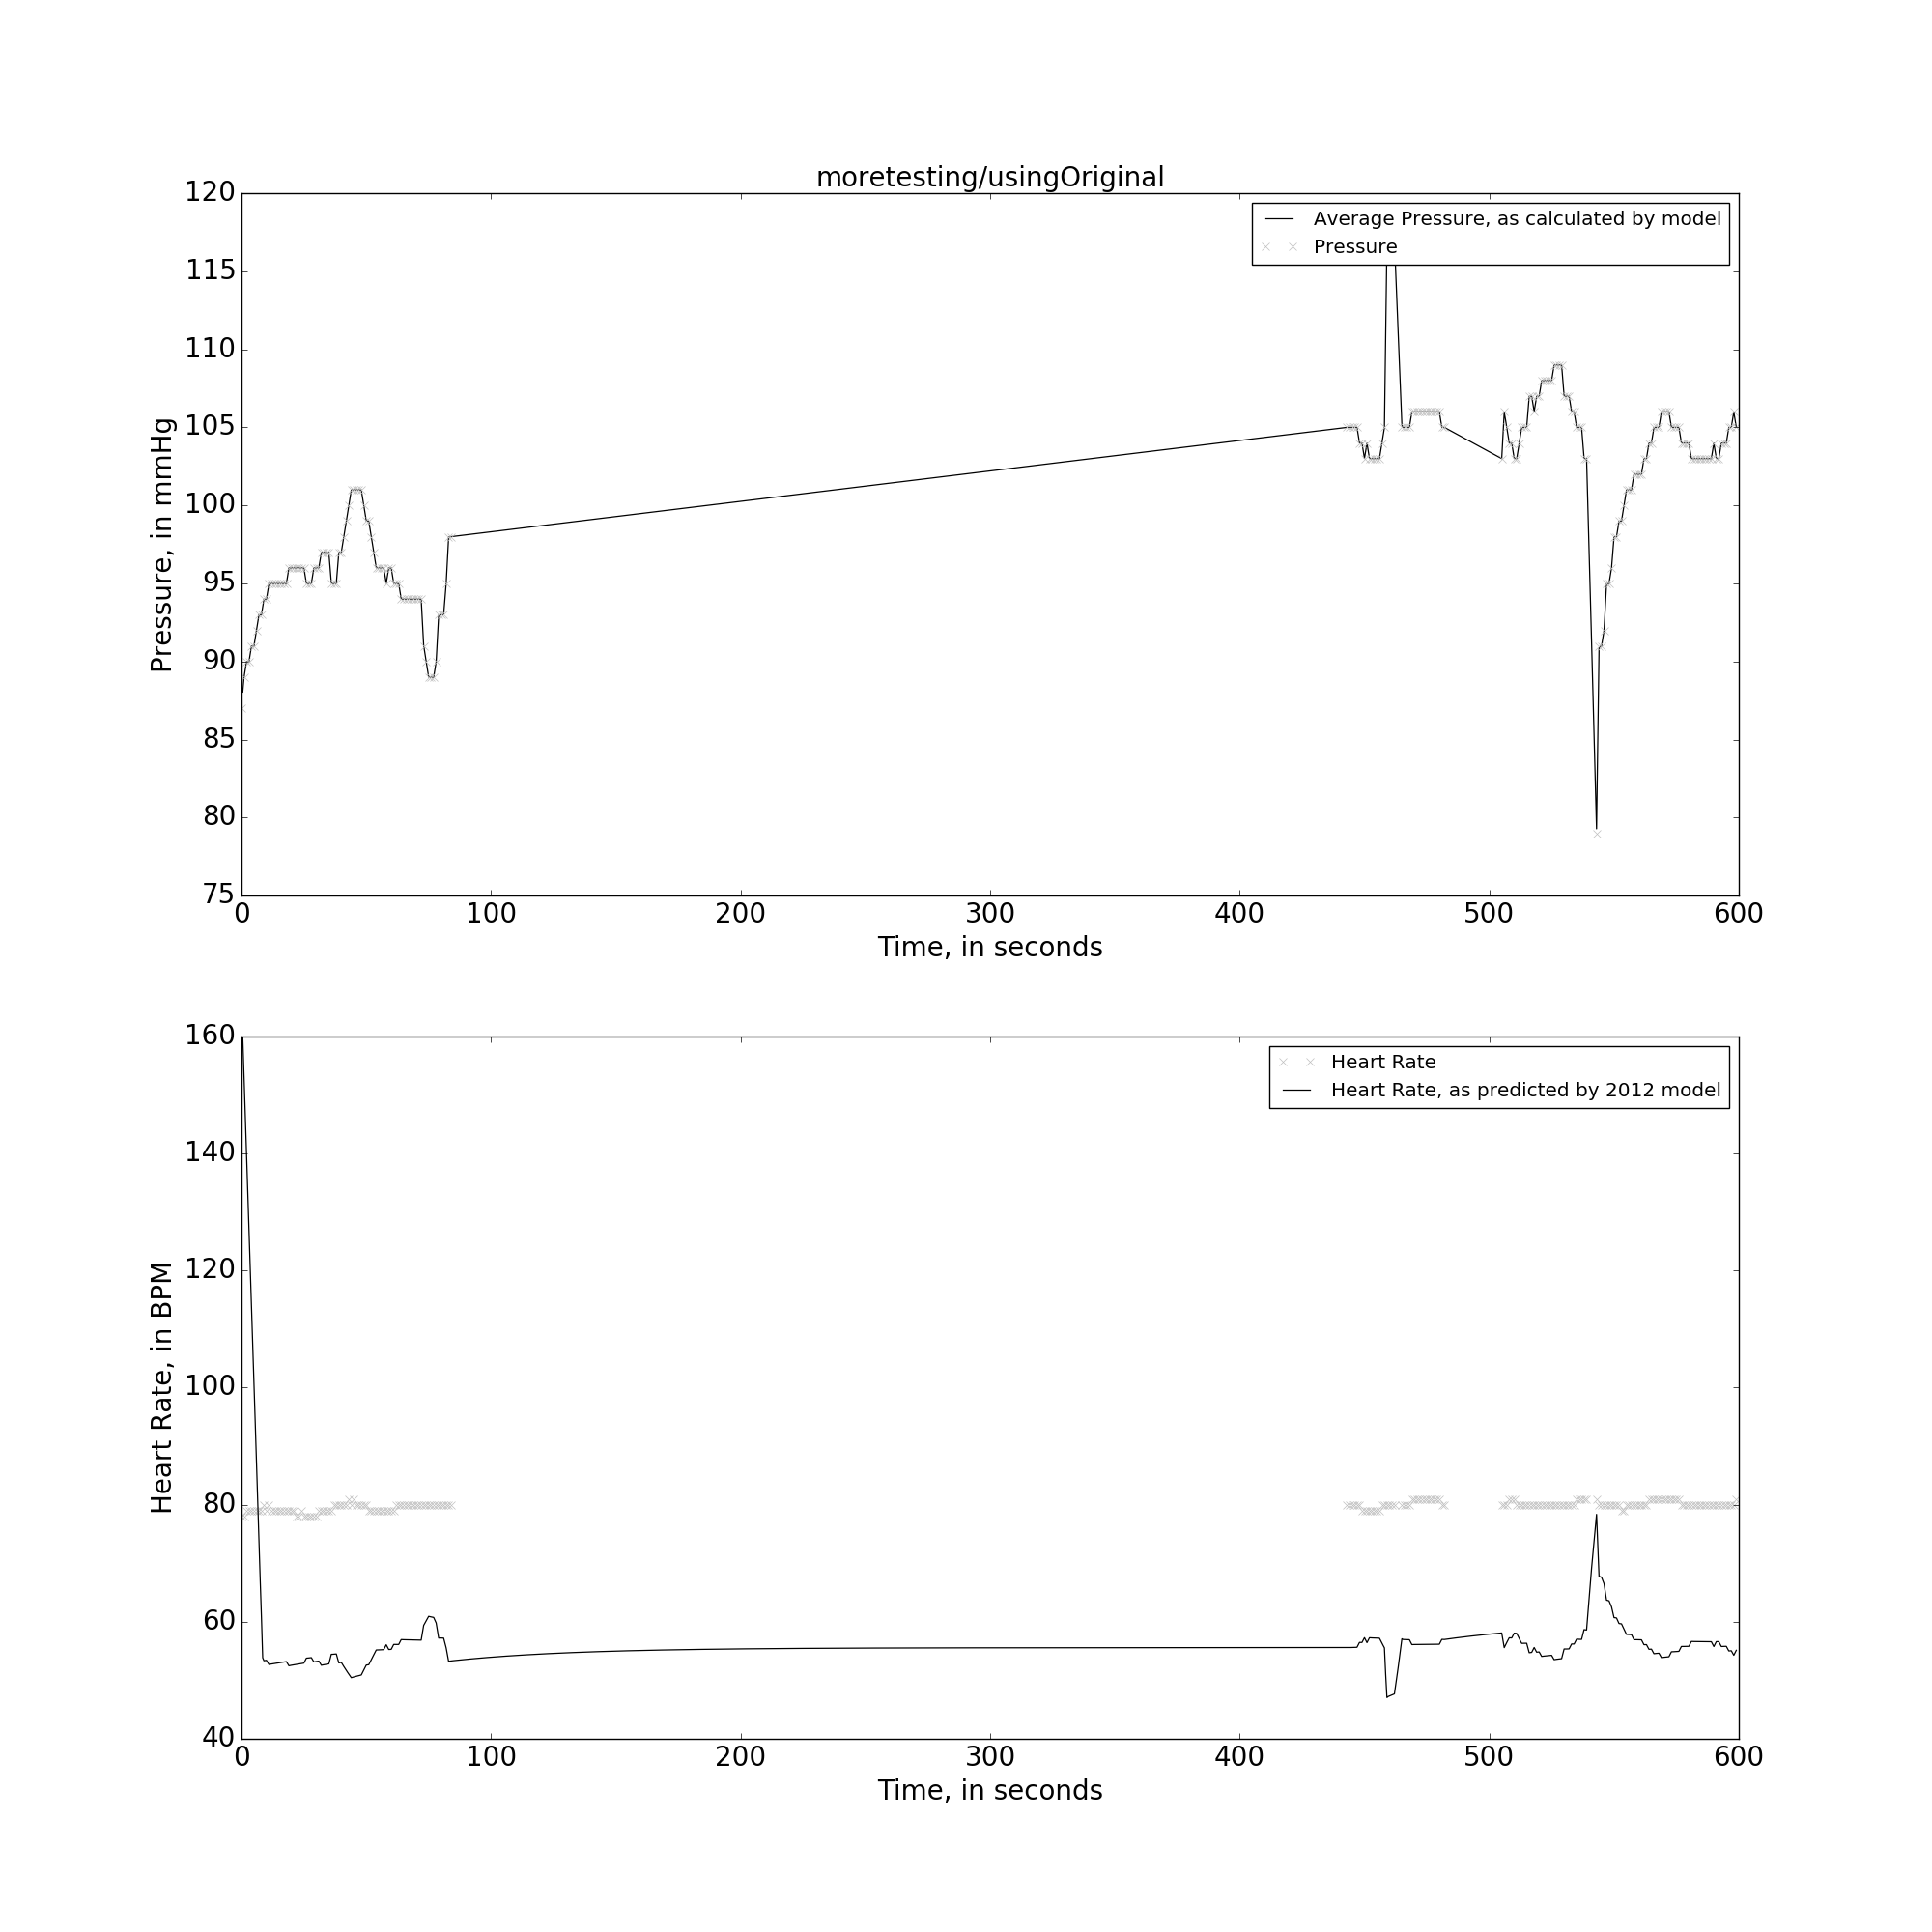 moretesting/usingOriginal
120
115
110
105
100
95
90
85
80
75
Pressure, in mmHg
Average Pressure, as calculated by model
Pressure
0 100 200 300 400 500 600
Time, in seconds
160
140
120
100
80
60
40
Heart Rate, in BPM
Heart Rate
Heart Rate, as predicted by 2012 model
0 100 200 300 400 500 600
Time, in seconds